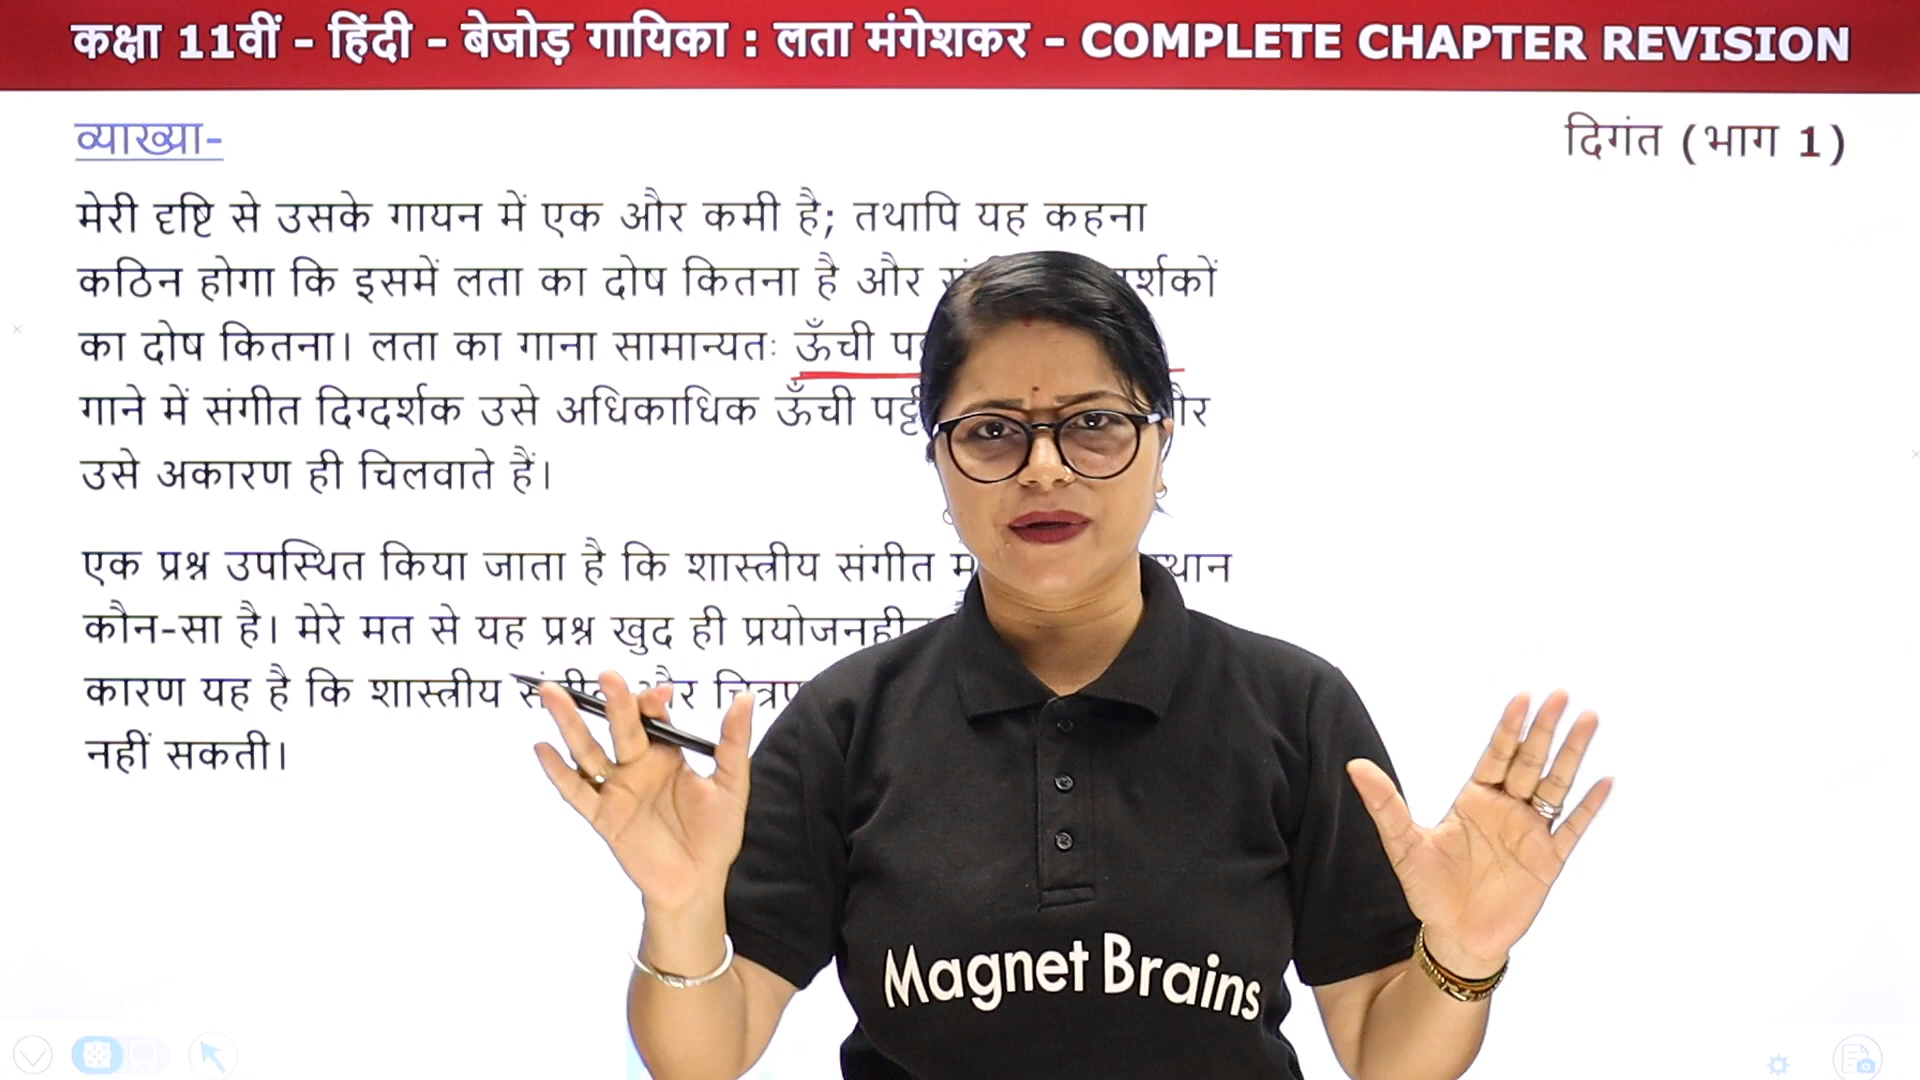 कक्षा 11वीं - हिंदी - बेजोड़ गायिका : लता मंगेशकर - COMPLETE CHAPTER REVISION
व्याख्या-
दिगंत (भाग 1)
मेरी दृष्टि से उसके गायन में एक और कमी है; तथापि यह कहना
कठिन होगा कि इसमें लता का दोष कितना है और
का दोष कितना। लता का गाना सामान्यतः ऊँची
गाने में संगीत दिग्दर्शक उसे अधिकाधिक ऊँची पट्टी
उसे अकारण ही चिलवाते हैं।
एक प्रश्न उपस्थित किया जाता है कि शास्त्रीय संगीत
कौन-सा है। मेरे मत से यह प्रश्न खुद ही प्रयोजनहीन
कारण यह है कि शास्त्रीय और
नहीं सकती।
Magnet Brains